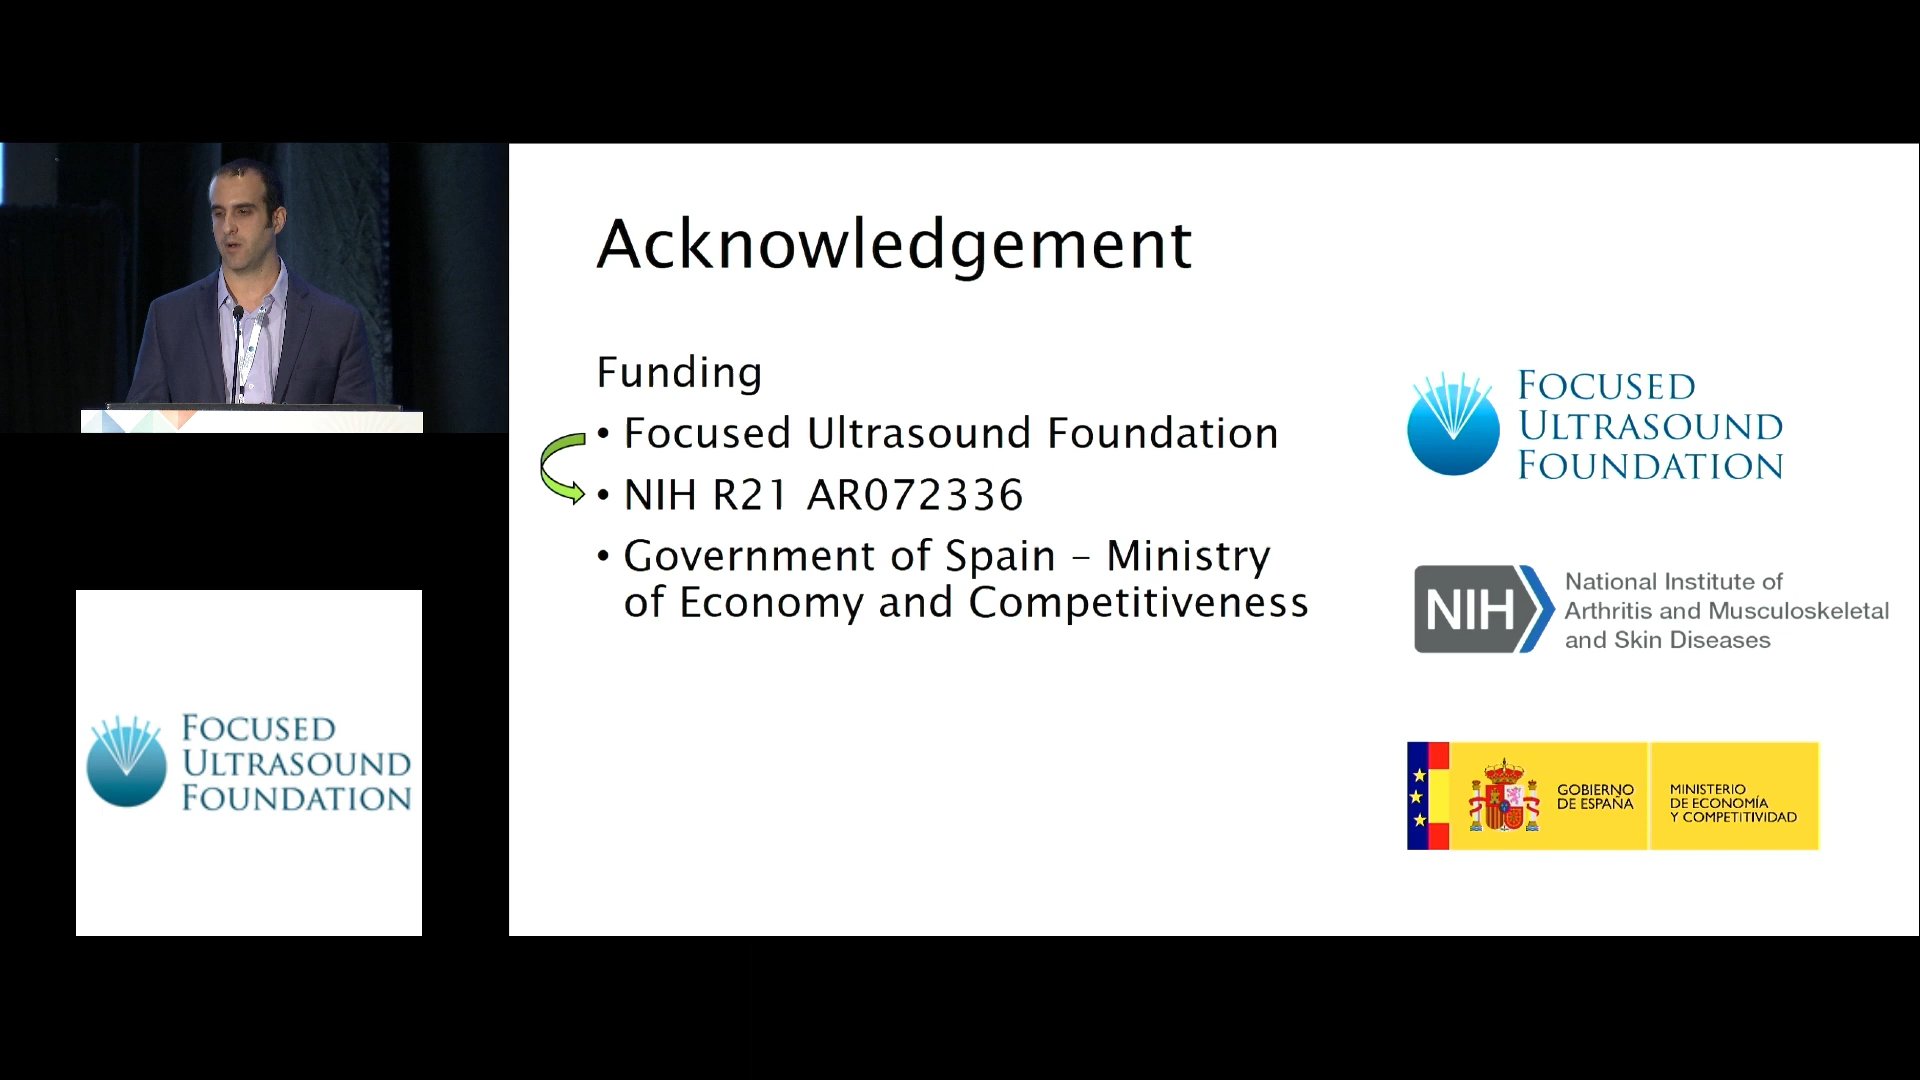 Acknowledgement
Funding
• Focused Ultrasound Foundation
• NIH R21 AR072336
• Government of Spain – Ministry
of Economy and Competitiveness
FOCUSED
ULTRASOUND
FOUNDATION
NIH
National Institute of
Arthritis and Musculoskeletal
and Skin Diseases
GOBIERNO
DE ESPAÑA
MINISTERIO
DE ECONOMÍA
Y COMPETITIVIDAD
FOCUSED
ULTRASOUND
FOUNDATION